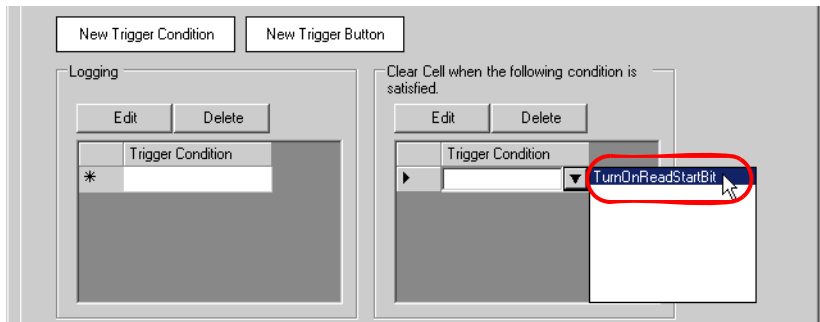 New Trigger Condition
New Trigger Button
Logging
Edit
Delete
Trigger Condition
*
Clear Cell when the following condition is
satisfied.
Edit
Delete
Trigger Condition
TurnOnReadStartBit